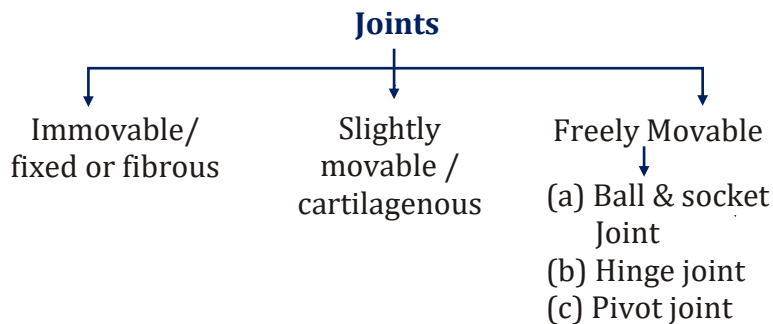 Joints
Immovable/
fixed or fibrous
Slightly
movable /
cartilagenous
Freely Movable
(a) Ball & socket
Joint
(b) Hinge joint
(c) Pivot joint